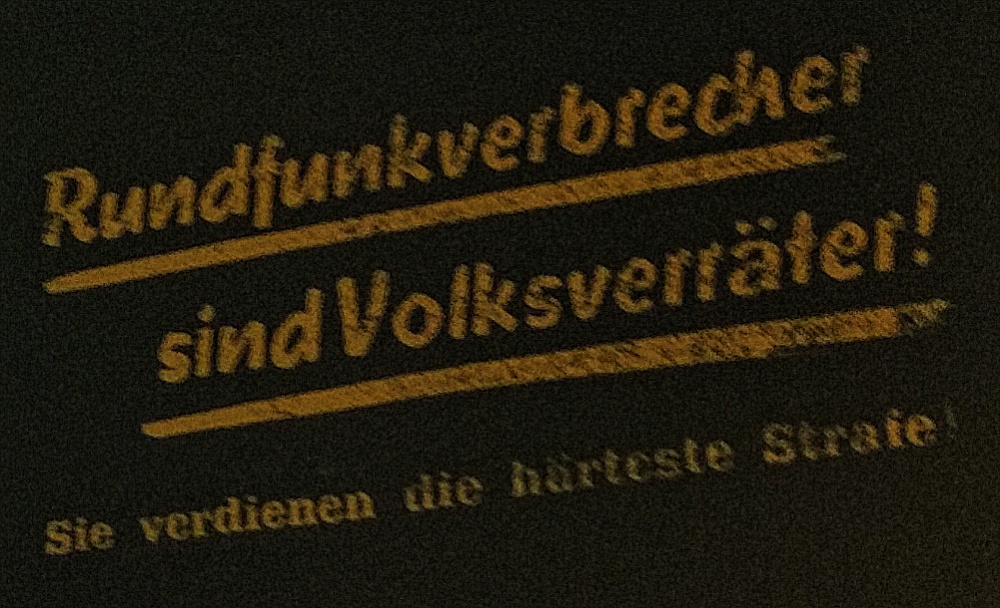 Rundfunkverbrecher
sind Volksverräter!
Sie verdienen die härteste Strafe!